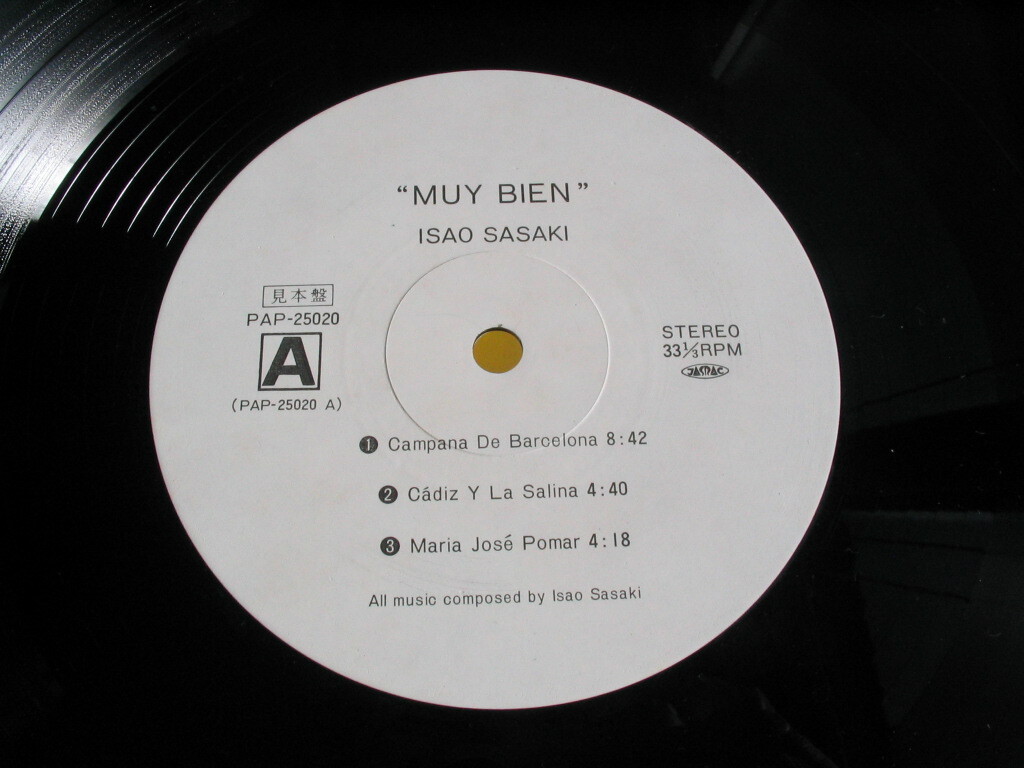 “MUY BIEN”
ISAO SASAKI
見本盤
PAP-25020
A
(PAP-25020 A)
STEREO
33⅓RPM
JASRAC
❶ Campana De Barcelona 8:42
❷ Cádiz Y La Salina 4:40
❸ Maria José Pomar 4:18
All music composed by Isao Sasaki